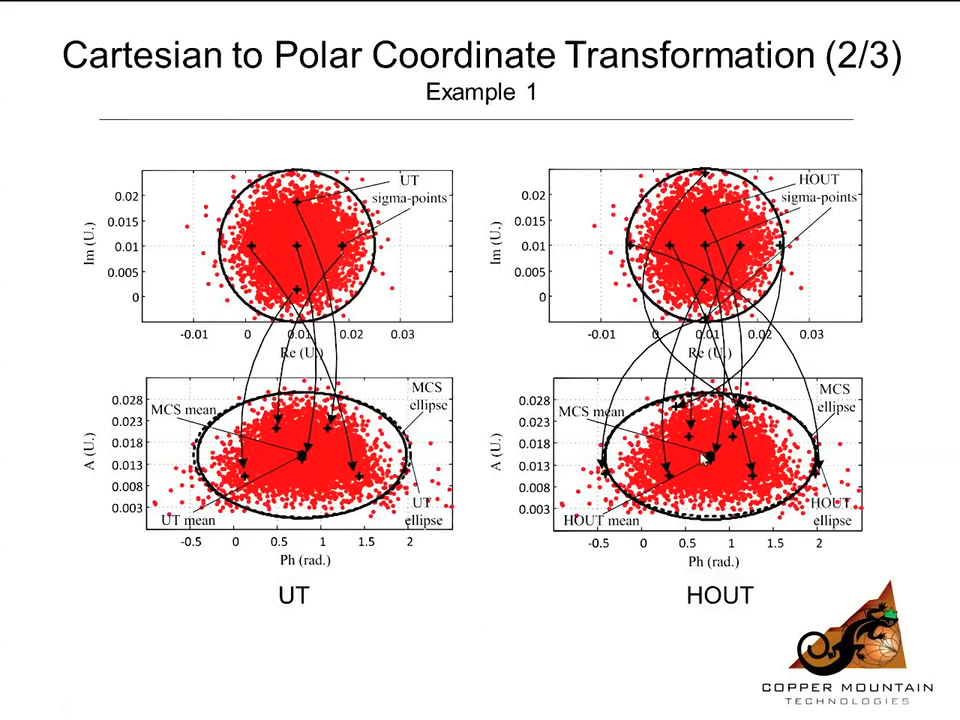 Cartesian to Polar Coordinate Transformation (2/3)
Example 1
UT
sigma-points
0.02
0.015
0.01
0.005
0
Im (U.)
-0.01
0
0.01
0.02
0.03
Re (U.)
HOUT
sigma-points
0.02
0.015
0.01
0.005
0
Im (U.)
-0.01
0
0.01
0.02
0.03
Re (U.)
MCS
ellipse
MCS mean
0.028
0.023
0.018
0.013
0.008
0.003
A (U.)
UT mean
UT
ellipse
-0.5
0
0.5
1
1.5
2
Ph (rad.)
MCS
ellipse
MCS mean
0.028
0.023
0.018
0.013
0.008
0.003
A (U.)
HOUT mean
HOUT
ellipse
-0.5
0
0.5
1
1.5
2
Ph (rad.)
UT
HOUT
COPPER MOUNTAIN
TECHNOLOGIES